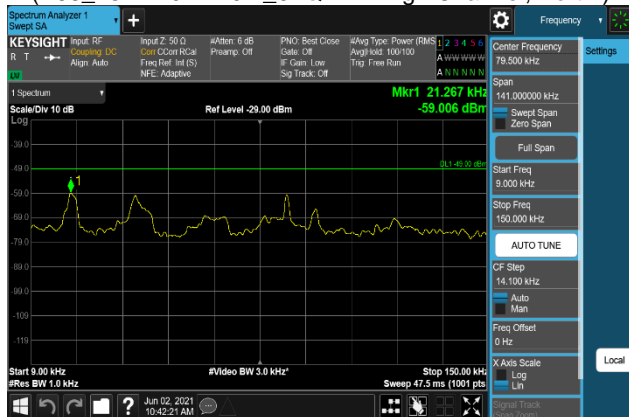 Spectrum Analyzer 1
Swept SA
Frequency
KEYSIGHT
R T
Input: RF
Coupling: DC
Align: Auto
Input Z: 50 Ω
Corr CCorr RCal
Freq Ref: Int (S)
NFE: Adaptive
#Atten: 6 dB
Preamp: Off
PNO: Best Close
Gate: Off
IF Gain: Low
Sig Track: Off
#Avg Type: Power (RMS
Avg|Hold: 100/100
Trig: Free Run
1 2 3 4 5 6
A W W W W W
A N N N N N
1 Spectrum
Scale/Div 10 dB
Log
Ref Level -29.00 dBm
Mkr1 21.267 kHz
-59.006 dBm
DL1 -49.00 dBm
1
-39.0
-49.0
-59.0
-69.0
-79.0
-89.0
-99.0
-109
-119
Start 9.00 kHz
#Res BW 1.0 kHz
#Video BW 3.0 kHz*
Stop 150.00 kHz
Sweep 47.5 ms (1001 pts
Jun 02, 2021
10:42:21 AM
Center Frequency
79.500 kHz
Span
141.000000 kHz
Swept Span
Zero Span
Full Span
Start Freq
9.000 kHz
Stop Freq
150.000 kHz
AUTO TUNE
CF Step
14.100 kHz
Auto
Man
Freq Offset
0 Hz
X Axis Scale
Log
Lin
Signal Track
(Span Zoom)
Settings
Local